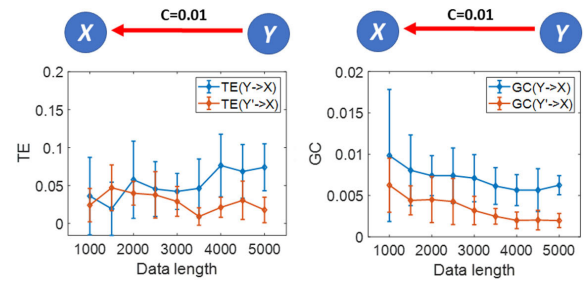 C=0.01
X
Y
0.2
0.15
0.1
0.05
0
TE
TE(Y->X)
TE(Y'->X)
1000 2000 3000 4000 5000
Data length
C=0.01
X
Y
0.02
0.015
0.01
0.005
0
GC
GC(Y->X)
GC(Y'->X)
1000 2000 3000 4000 5000
Data length